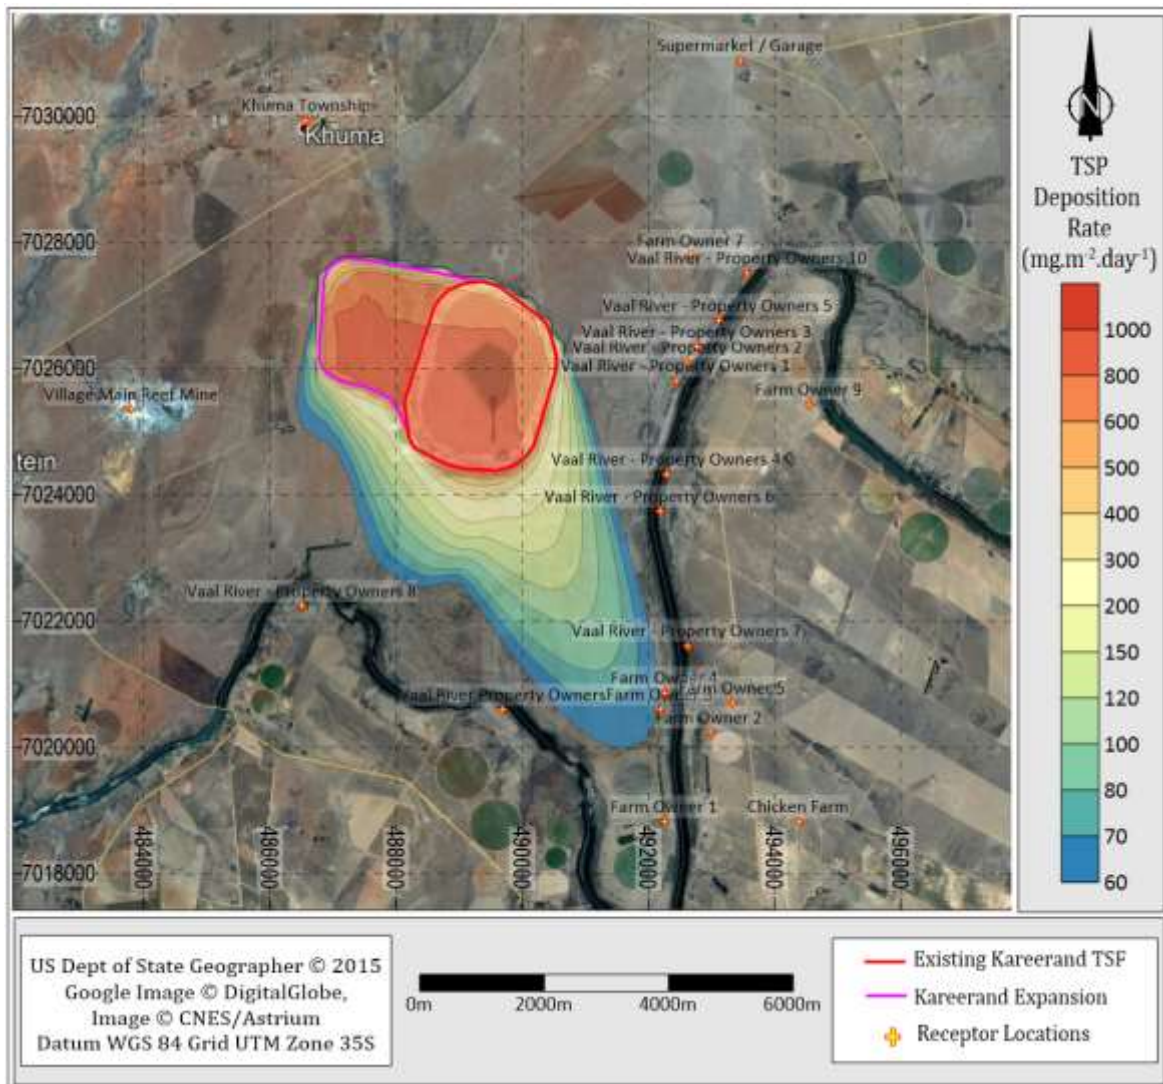 Supermarket / Garage
Khuma Township
Khuma
7030000
7028000
Farm Owner 7
Vaal River - Property Owners 10
Vaal River - Property Owners 5
Vaal River - Property Owners 3
Vaal River - Property Owners 2
Vaal River - Property Owners 1
7026000
Village Main Reef Mine
Farm Owner 9
tein
Vaal River - Property Owners 4
7024000
Vaal River - Property Owners 6
Vaal River - Property Owners 8
7022000
Vaal River - Property Owners 7
Farm Owner 4
Vaal River Property Owners
Farm Owner 5
Farm Owner 2
7020000
Farm Owner 1
Chicken Farm
7018000
484000
486000
488000
490000
492000
494000
496000
N
TSP
Deposition
Rate
(mg.m-2.day-1)
1000
800
600
500
400
300
200
150
120
100
80
70
60
US Dept of State Geographer © 2015
Google Image © DigitalGlobe,
Image © CNES/Astrium
Datum WGS 84 Grid UTM Zone 35S
0m 2000m 4000m 6000m
Existing Kareerand TSF
Kareerand Expansion
Receptor Locations